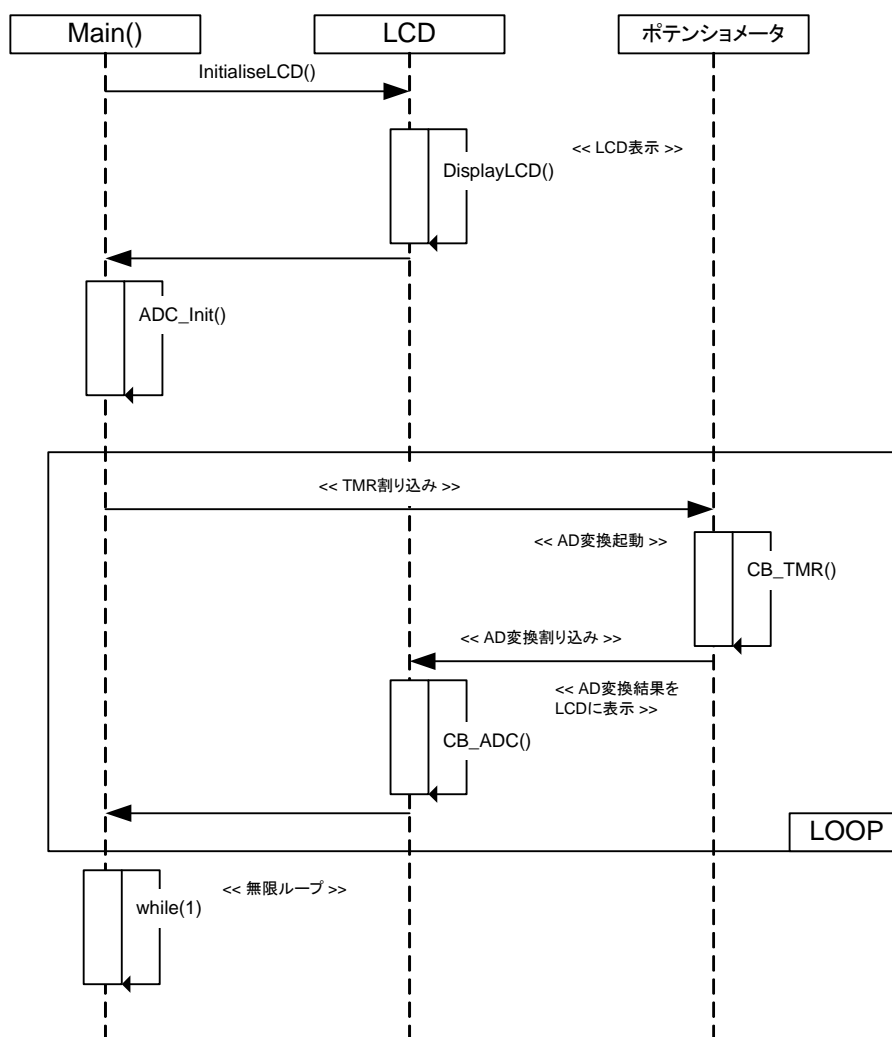 Main()
LCD
ポテンショメータ
InitialiseLCD()
<< LCD表示 >>
DisplayLCD()
ADC_Init()
<< TMR割り込み >>
<< AD変換起動 >>
CB_TMR()
<< AD変換割り込み >>
<< AD変換結果を
LCDに表示 >>
CB_ADC()
LOOP
<< 無限ループ >>
while(1)